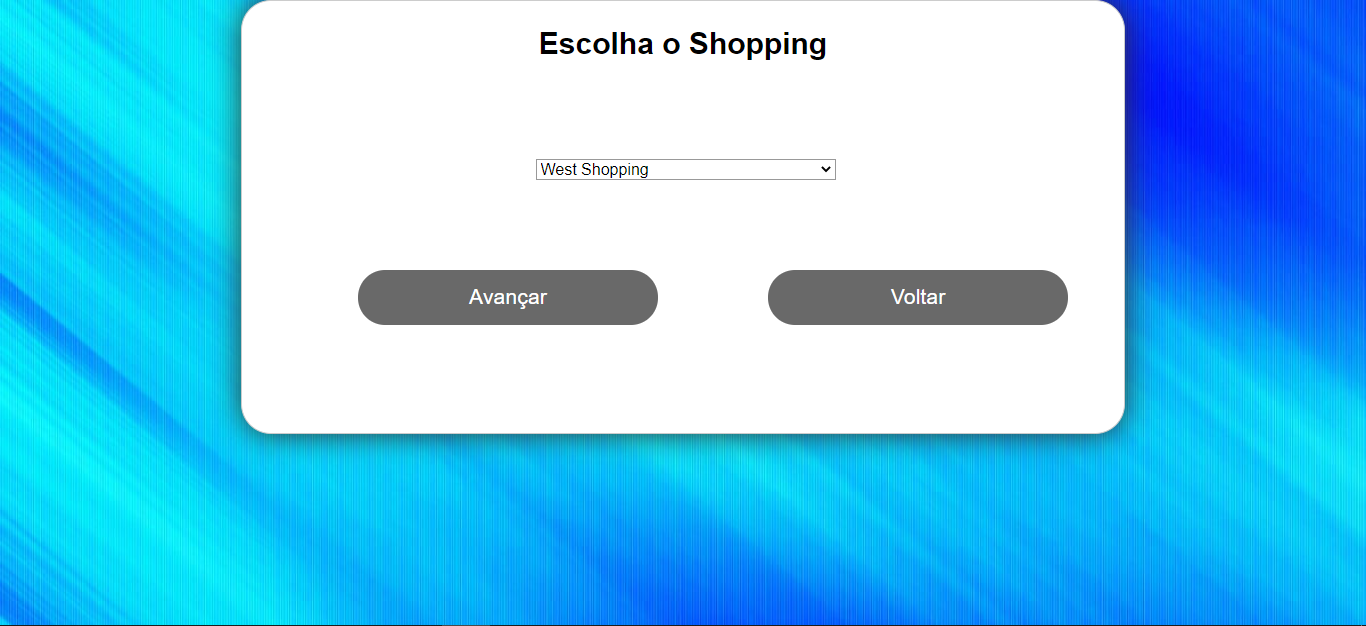 Escolha o Shopping
West Shopping
Avançar
Voltar